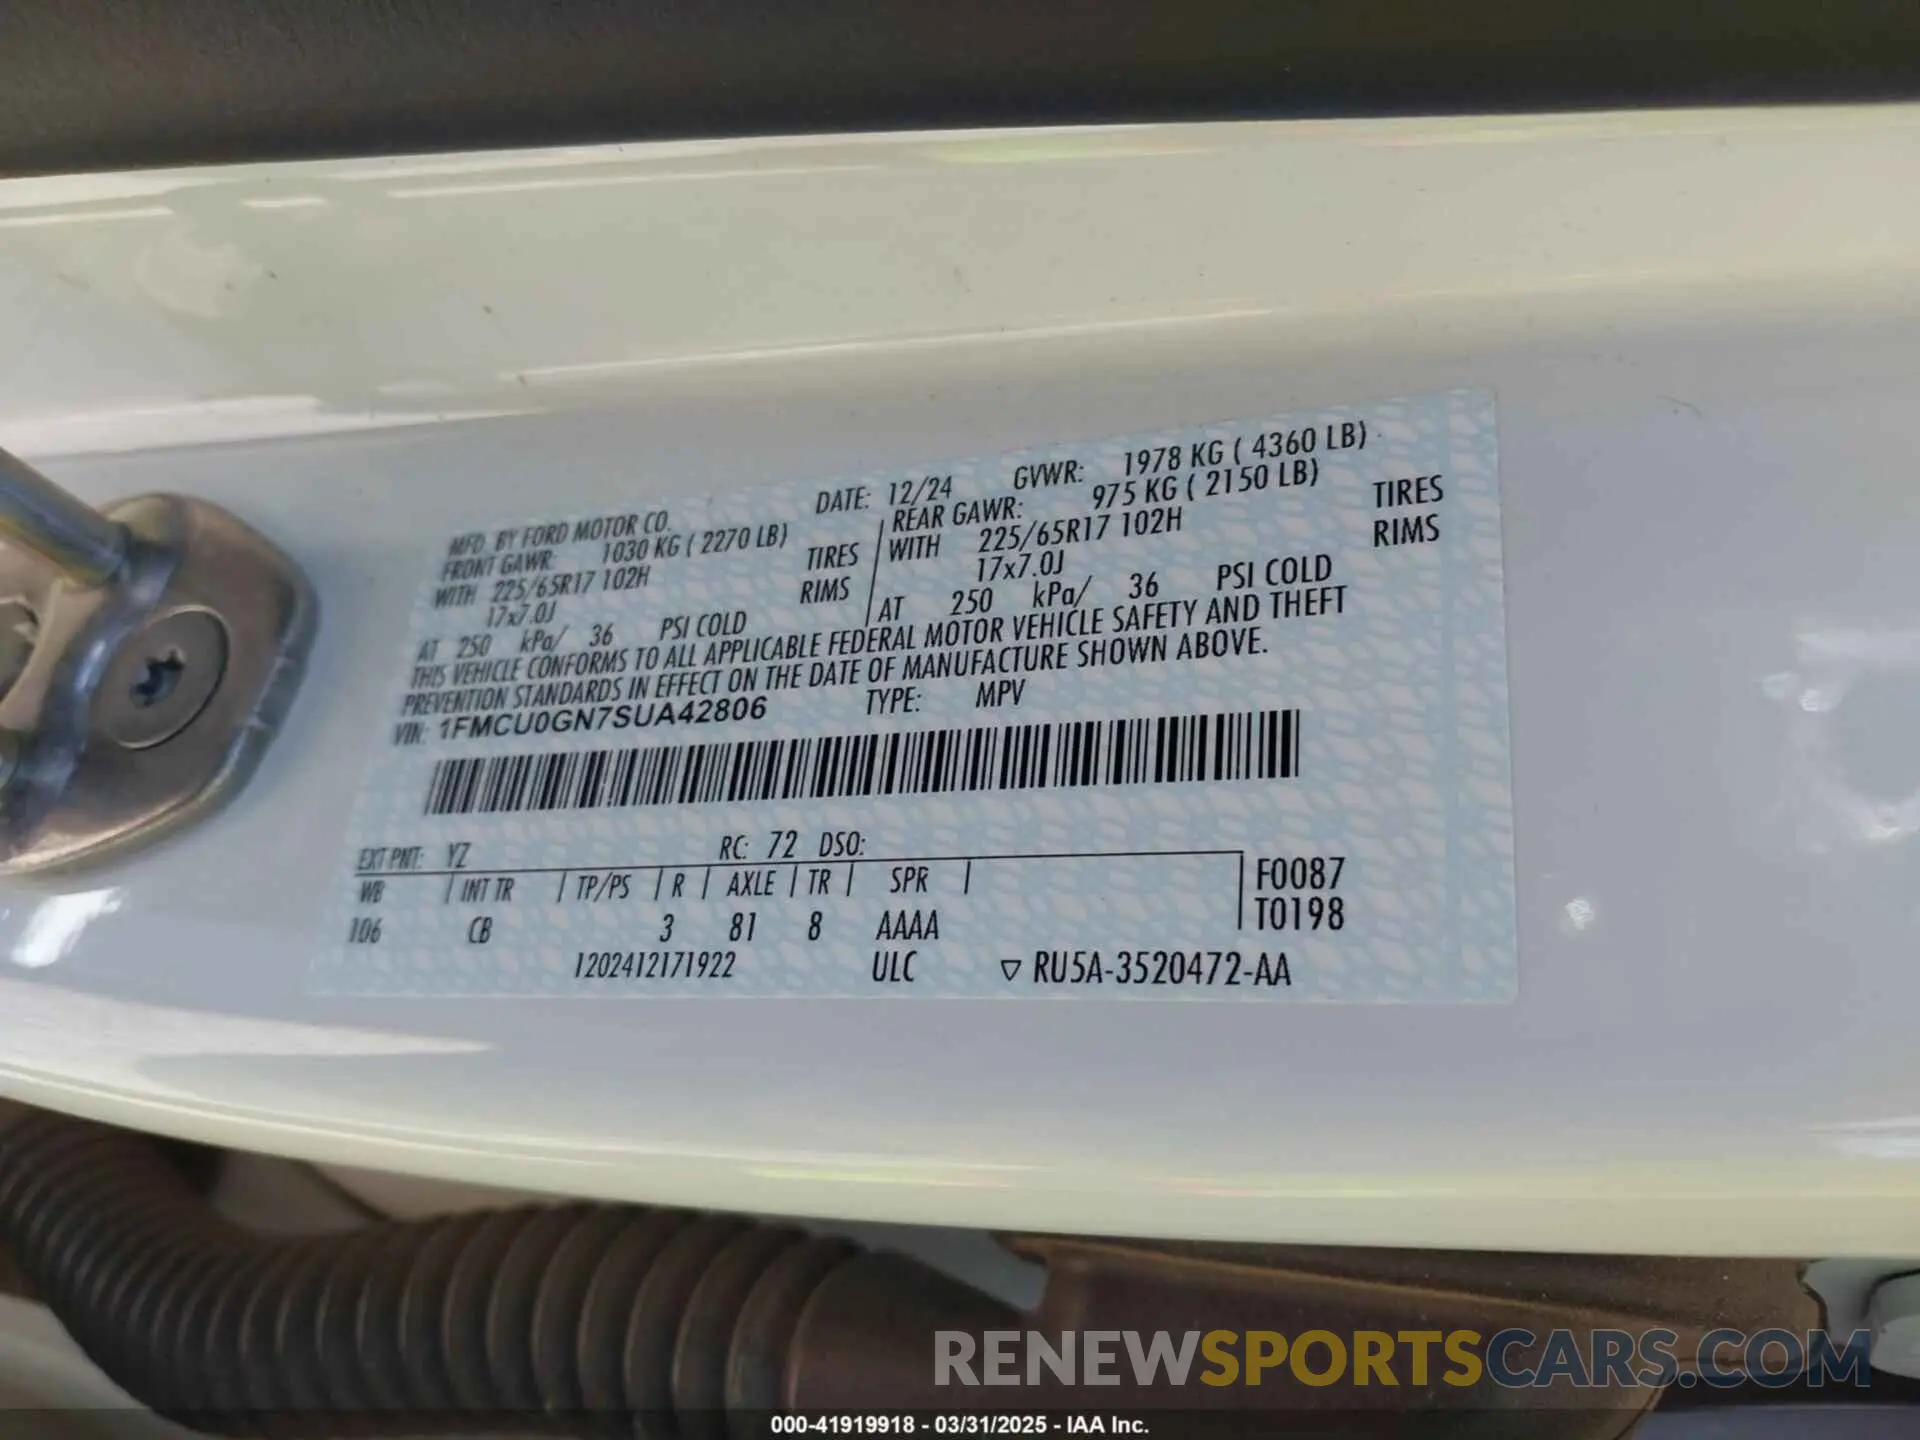 MFD. BY FORD MOTOR CO. DATE: 12/24 GVWR: 1978 KG ( 4360 LB)
FRONT GAWR: 1030 KG ( 2270 LB) REAR GAWR: 975 KG ( 2150 LB)
WITH 225/65R17 102H TIRES WITH 225/65R17 102H TIRES
17x7.0J RIMS 17x7.0J RIMS
AT 250 kPa/ 36 PSI COLD AT 250 kPa/ 36 PSI COLD
THIS VEHICLE CONFORMS TO ALL APPLICABLE FEDERAL MOTOR VEHICLE SAFETY AND THEFT
PREVENTION STANDARDS IN EFFECT ON THE DATE OF MANUFACTURE SHOWN ABOVE.
VIN: 1FMCU0GN7SUA42806 TYPE: MPV
EXT PNT: YZ RC: 72 DSO:
WB INT TR TP/PS R AXLE TR SPR F0087
106 CB 3 81 8 AAAA T0198
1202412171922 ULC ▽ RU5A-3520472-AA
RENEWSPORTSCARS.COM
000-41919918 - 03/31/2025 - IAA Inc.